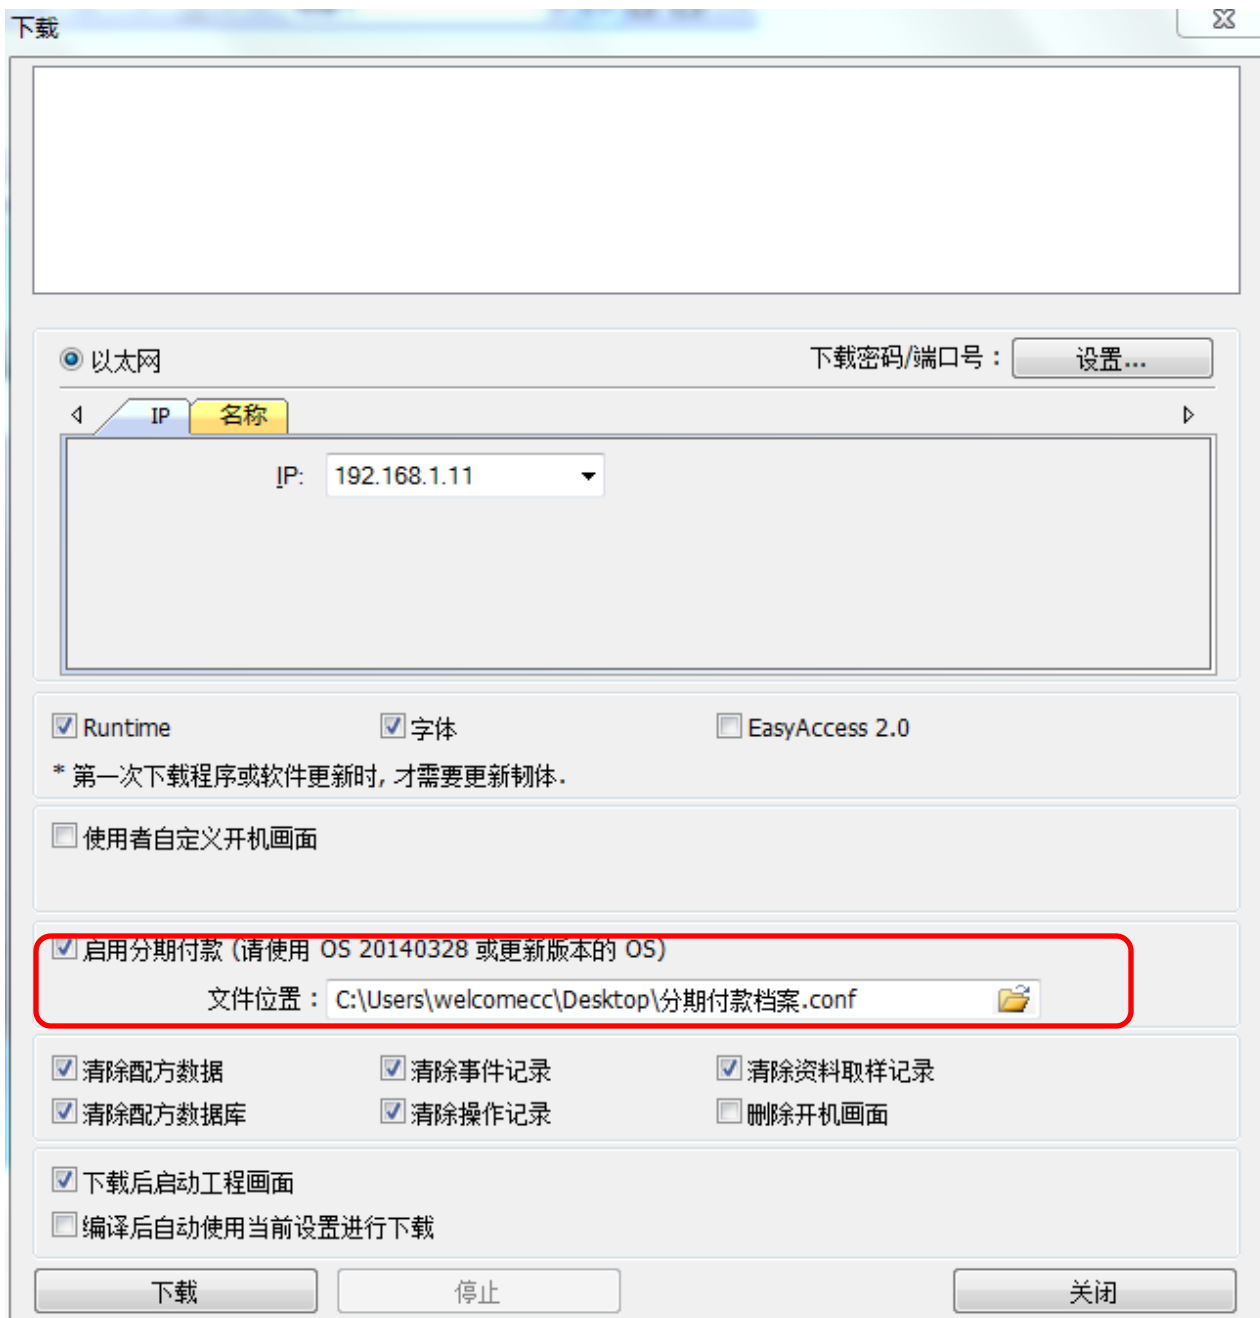 下载
以太网 下载密码/端口号： 设置...
IP 名称
IP: 192.168.1.11
Runtime 字体 EasyAccess 2.0
* 第一次下载程序或软件更新时, 才需要更新韧体.
使用者自定义开机画面
启用分期付款 (请使用 OS 20140328 或更新版本的 OS)
文件位置： C:\Users\welcomecc\Desktop\分期付款档案.conf
清除配方数据 清除事件记录 清除资料取样记录
清除配方数据库 清除操作记录 删除开机画面
下载后启动工程画面
编译后自动使用当前设置进行下载
下载 停止 关闭